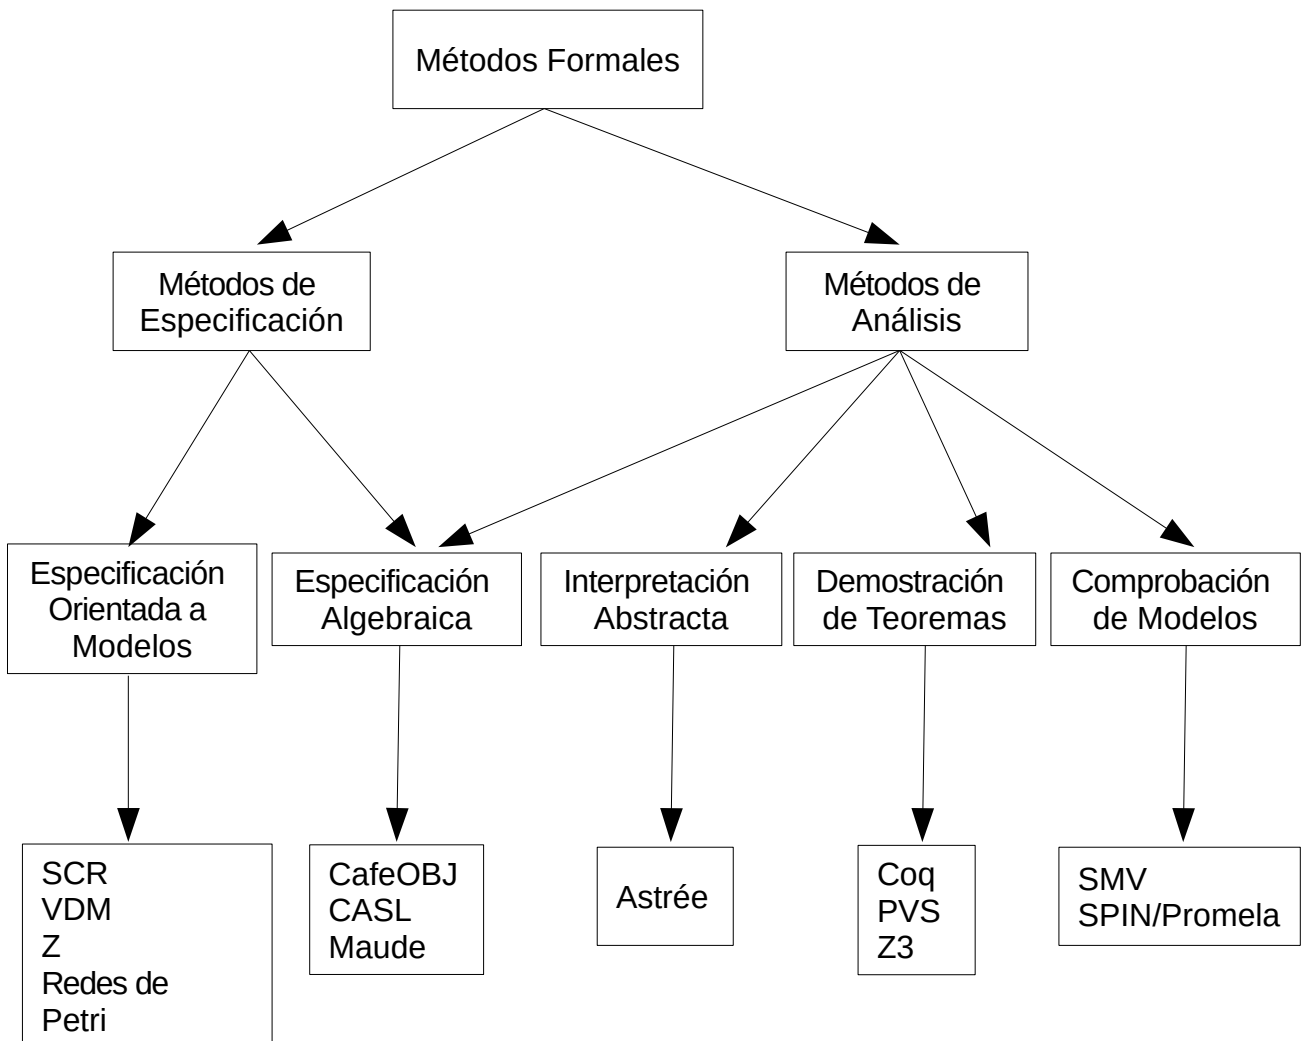 Métodos Formales
Métodos de
Especificación
Métodos de
Análisis
Especificación
Orientada a
Modelos
Especificación
Algebraica
Interpretación
Abstracta
Demostración
de Teoremas
Comprobación
de Modelos
SCR
VDM
Z
Redes de
Petri
CafeOBJ
CASL
Maude
Astrée
Coq
PVS
Z3
SMV
SPIN/Promela